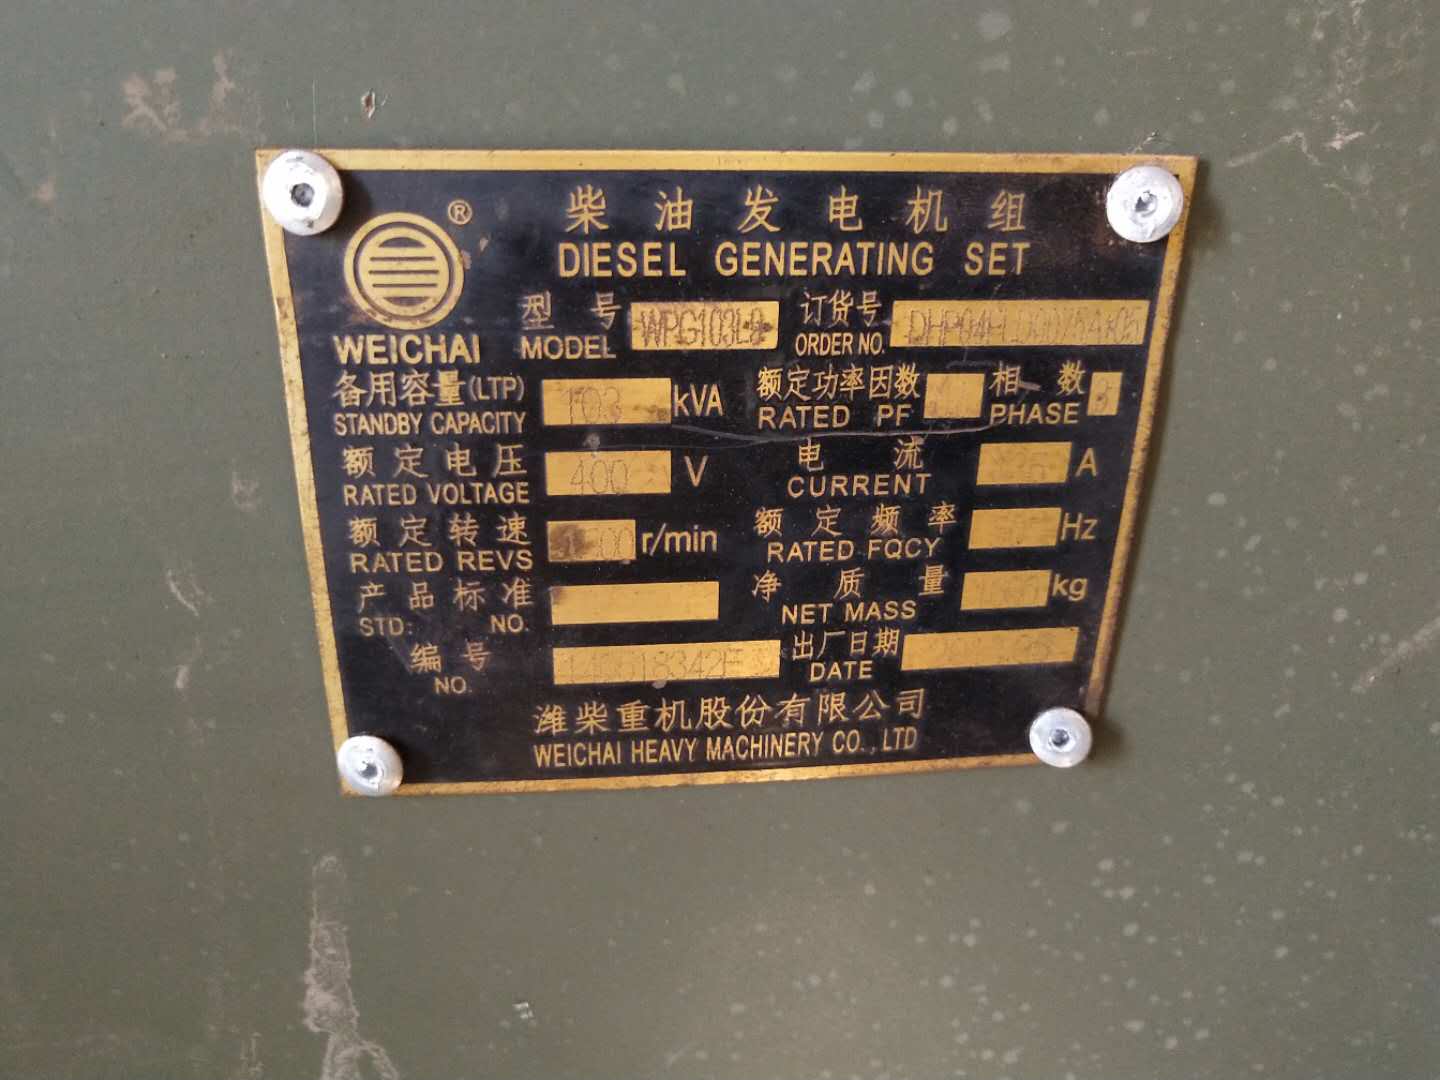 柴油发电机组
DIESEL GENERATING SET
®
WEICHAI
型号 MODEL WPG103L9 订货号 ORDER NO.
备用容量(LTP) STANDBY CAPACITY 103 kVA 额定功率因数 RATED PF 相数 PHASE 3
额定电压 RATED VOLTAGE 400 V 电流 CURRENT A
额定转速 RATED REVS r/min 额定频率 RATED FQCY Hz
产品标准 STD: NO. 净质量 NET MASS kg
编号 NO. 出厂日期 DATE
潍柴重机股份有限公司
WEICHAI HEAVY MACHINERY CO.,LTD